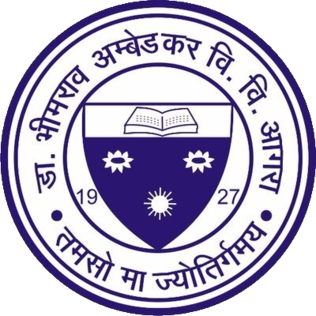 डा. भीमराव अम्बेडकर वि. वि. आगरा
19 27
तमसो मा ज्योतिर्गमय